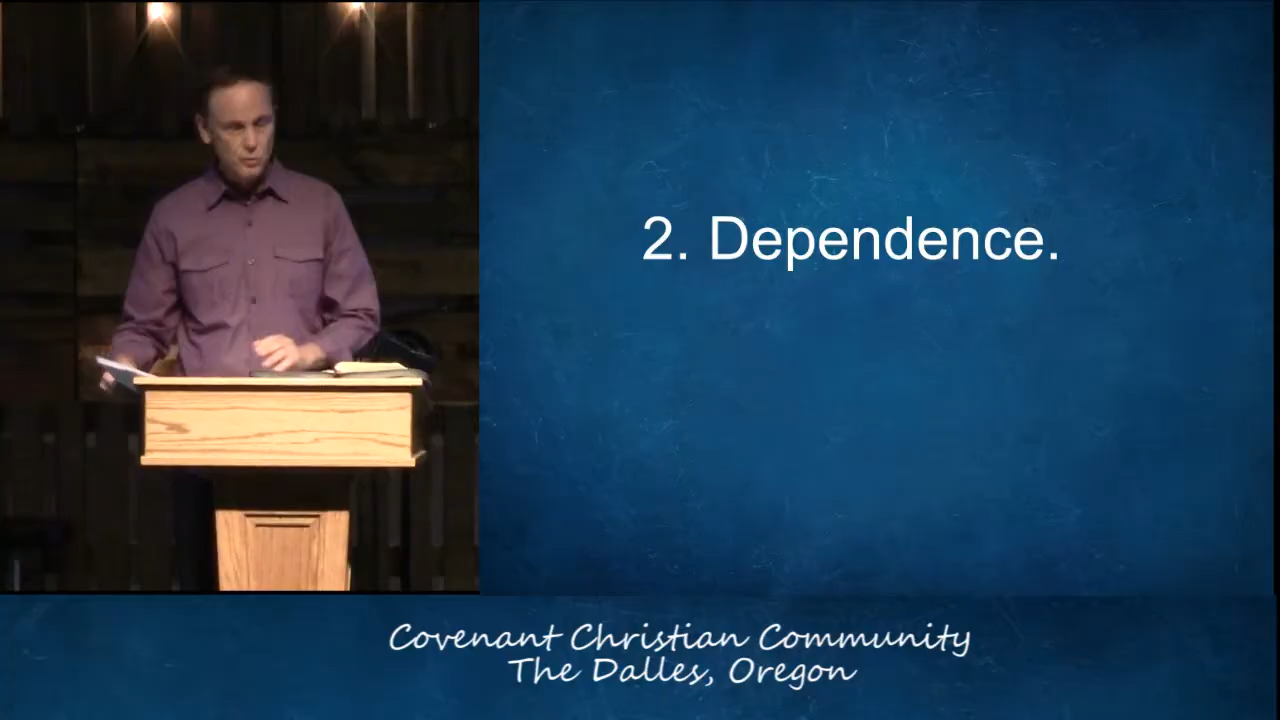 2. Dependence.
Covenant Christian Community
The Dalles, Oregon